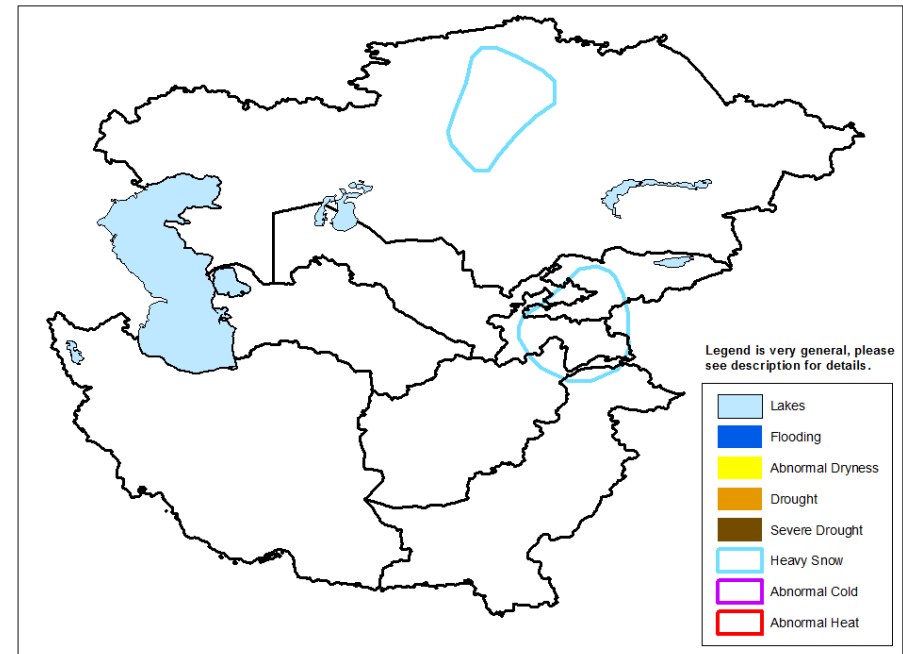 Legend is very general, please
see description for details.
Lakes
Flooding
Abnormal Dryness
Drought
Severe Drought
Heavy Snow
Abnormal Cold
Abnormal Heat